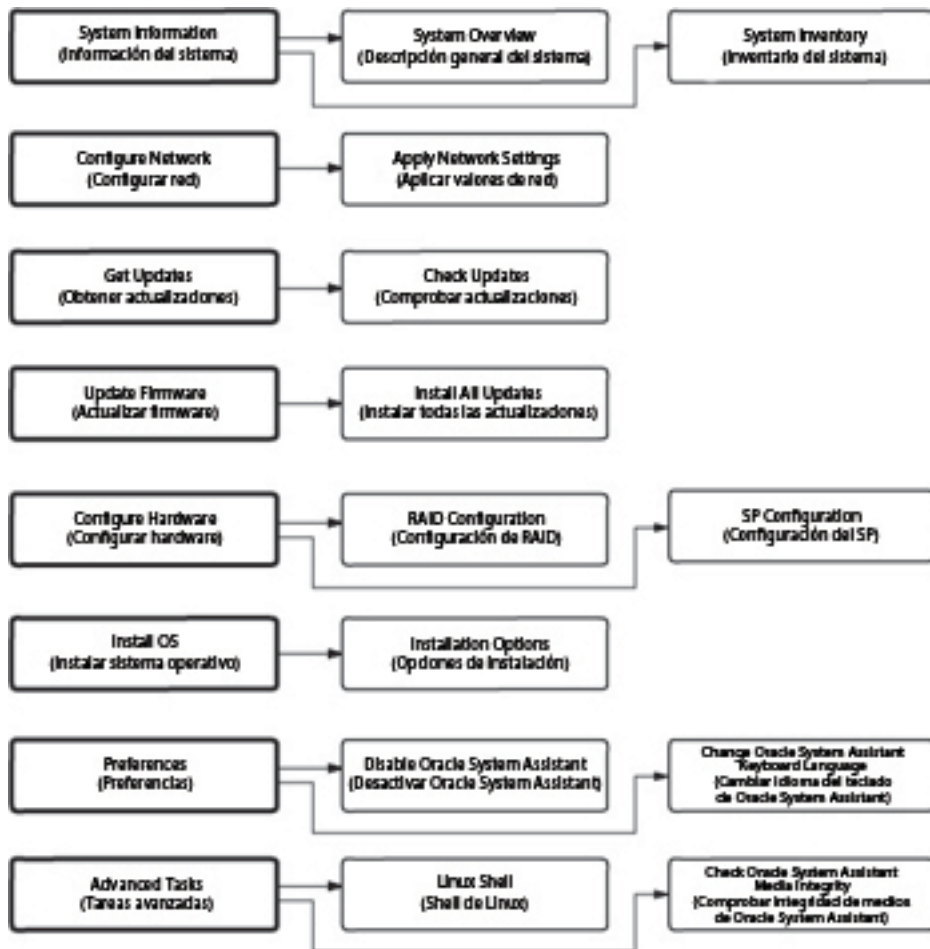 System Information
(Información del sistema)
System Overview
(Descripción general del sistema)
System Inventory
(Inventario del sistema)
Configure Network
(Configurar red)
Apply Network Settings
(Aplicar valores de red)
Get Updates
(Obtener actualizaciones)
Check Updates
(Comprobar actualizaciones)
Update Firmware
(Actualizar firmware)
Install All Updates
(Instalar todas las actualizaciones)
Configure Hardware
(Configurar hardware)
RAID Configuration
(Configuración de RAID)
SP Configuration
(Configuración del SP)
Install OS
(Instalar sistema operativo)
Installation Options
(Opciones de instalación)
Preferences
(Preferencias)
Disable Oracle System Assistant
(Desactivar Oracle System Assistant)
Change Oracle System Assistant
Keyboard Language
(Cambiar idioma del teclado
de Oracle System Assistant)
Advanced Tasks
(Tareas avanzadas)
Linux Shell
(Shell de Linux)
Check Oracle System Assistant
Media Integrity
(Comprobar integridad de medios
de Oracle System Assistant)